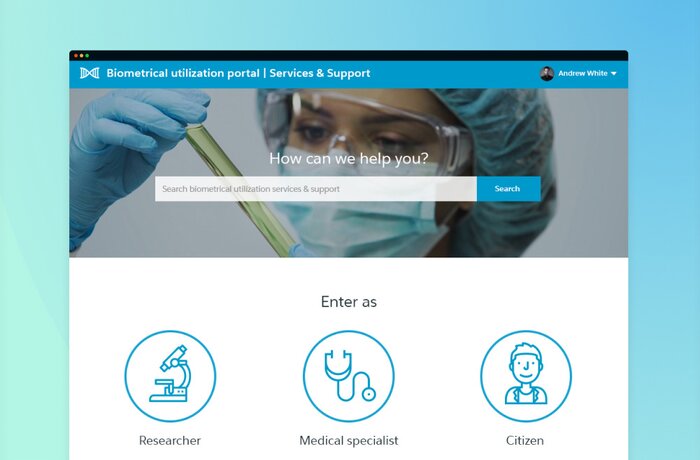 Biometrical utilization portal | Services & Support
Andrew White
How can we help you?
Search biometrical utilization services & support
Search
Enter as
Researcher
Medical specialist
Citizen